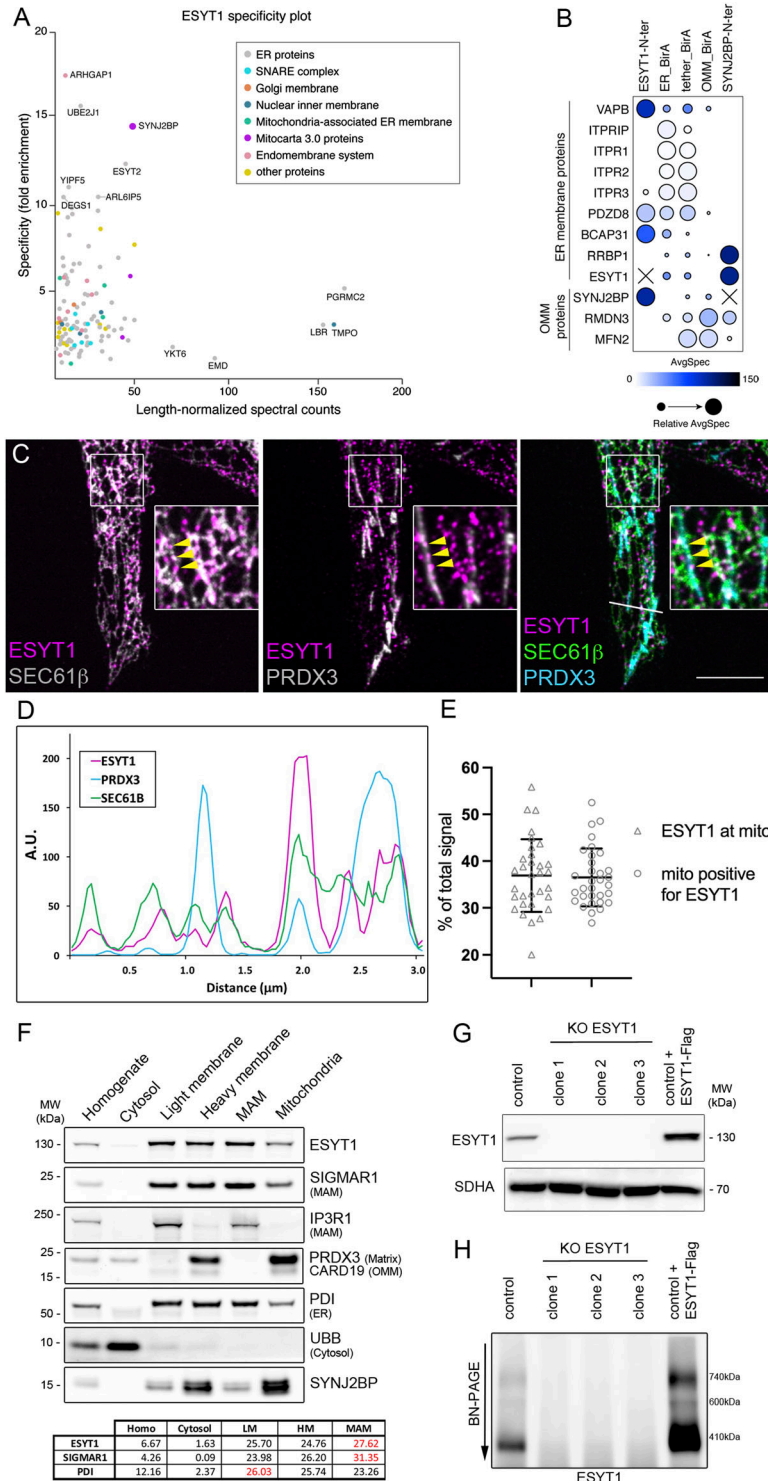 A
ESYT1 specificity plot
Specificity (fold enrichment)
25
20
15
10
5
50
100
150
200
Length-normalized spectral counts
ARHGAP1
UBE2J1
SYNJ2BP
ESYT2
YIPF5
ARL6IP5
DEGS1
PGRMC2
LBR
TMPO
YKT6
EMD
ER proteins
SNARE complex
Golgi membrane
Nuclear inner membrane
Mitochondria-associated ER membrane
Mitocarta 3.0 proteins
Endomembrane system
other proteins
B
ESYT1-N-ter
ER_BirA
tether_BirA
OMM_BirA
SYNJ2BP-N-ter
ER membrane proteins
VAPB
ITPRIP
ITPR1
ITPR2
ITPR3
PDZD8
BCAP31
RRBP1
ESYT1
OMM proteins
SYNJ2BP
RMDN3
MFN2
AvgSpec
0
150
Relative AvgSpec
C
ESYT1
SEC61β
ESYT1
PRDX3
ESYT1
SEC61β
PRDX3
D
ESYT1
PRDX3
SEC61B
A.U.
200
150
100
50
0
0.5
1.0
1.5
2.0
2.5
3.0
Distance (μm)
E
% of total signal
60
50
40
30
20
ESYT1 at mito
mito positive
for ESYT1
F
Homogenate
Cytosol
Light membrane
Heavy membrane
MAM
Mitochondria
MW
(kDa)
130 -
ESYT1
25 -
SIGMAR1
(MAM)
250 -
IP3R1
(MAM)
25 -
15 -
PRDX3 (Matrix)
CARD19 (OMM)
50 -
PDI
(ER)
10 -
UBB
(Cytosol)
15 -
SYNJ2BP
Homo Cytosol LM HM MAM
ESYT1 6.67 1.63 25.70 24.76 27.62
SIGMAR1 4.26 0.09 23.98 26.20 31.35
PDI 12.16 2.37 26.03 25.74 23.26
G
KO ESYT1
control
clone 1
clone 2
clone 3
control +
ESYT1-Flag
MW
(kDa)
ESYT1
- 130
SDHA
- 70
H
KO ESYT1
control
clone 1
clone 2
clone 3
control +
ESYT1-Flag
BN-PAGE
740kDa
600kDa
410kDa
ESYT1